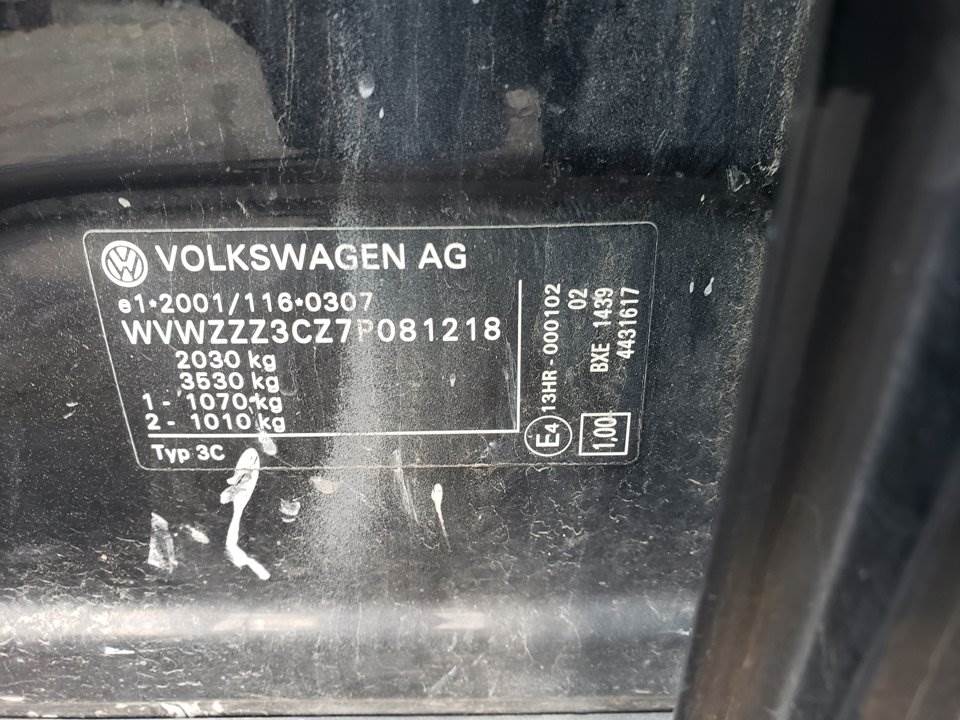 VOLKSWAGEN AG
e1*2001/116*0307
WVWZZZ3CZ7P081218
2030 kg
3530 kg
1 - 1070 kg
2 - 1010 kg
Typ 3C
E4 13HR - 000102
02
BXE 1439
1,00 4431617